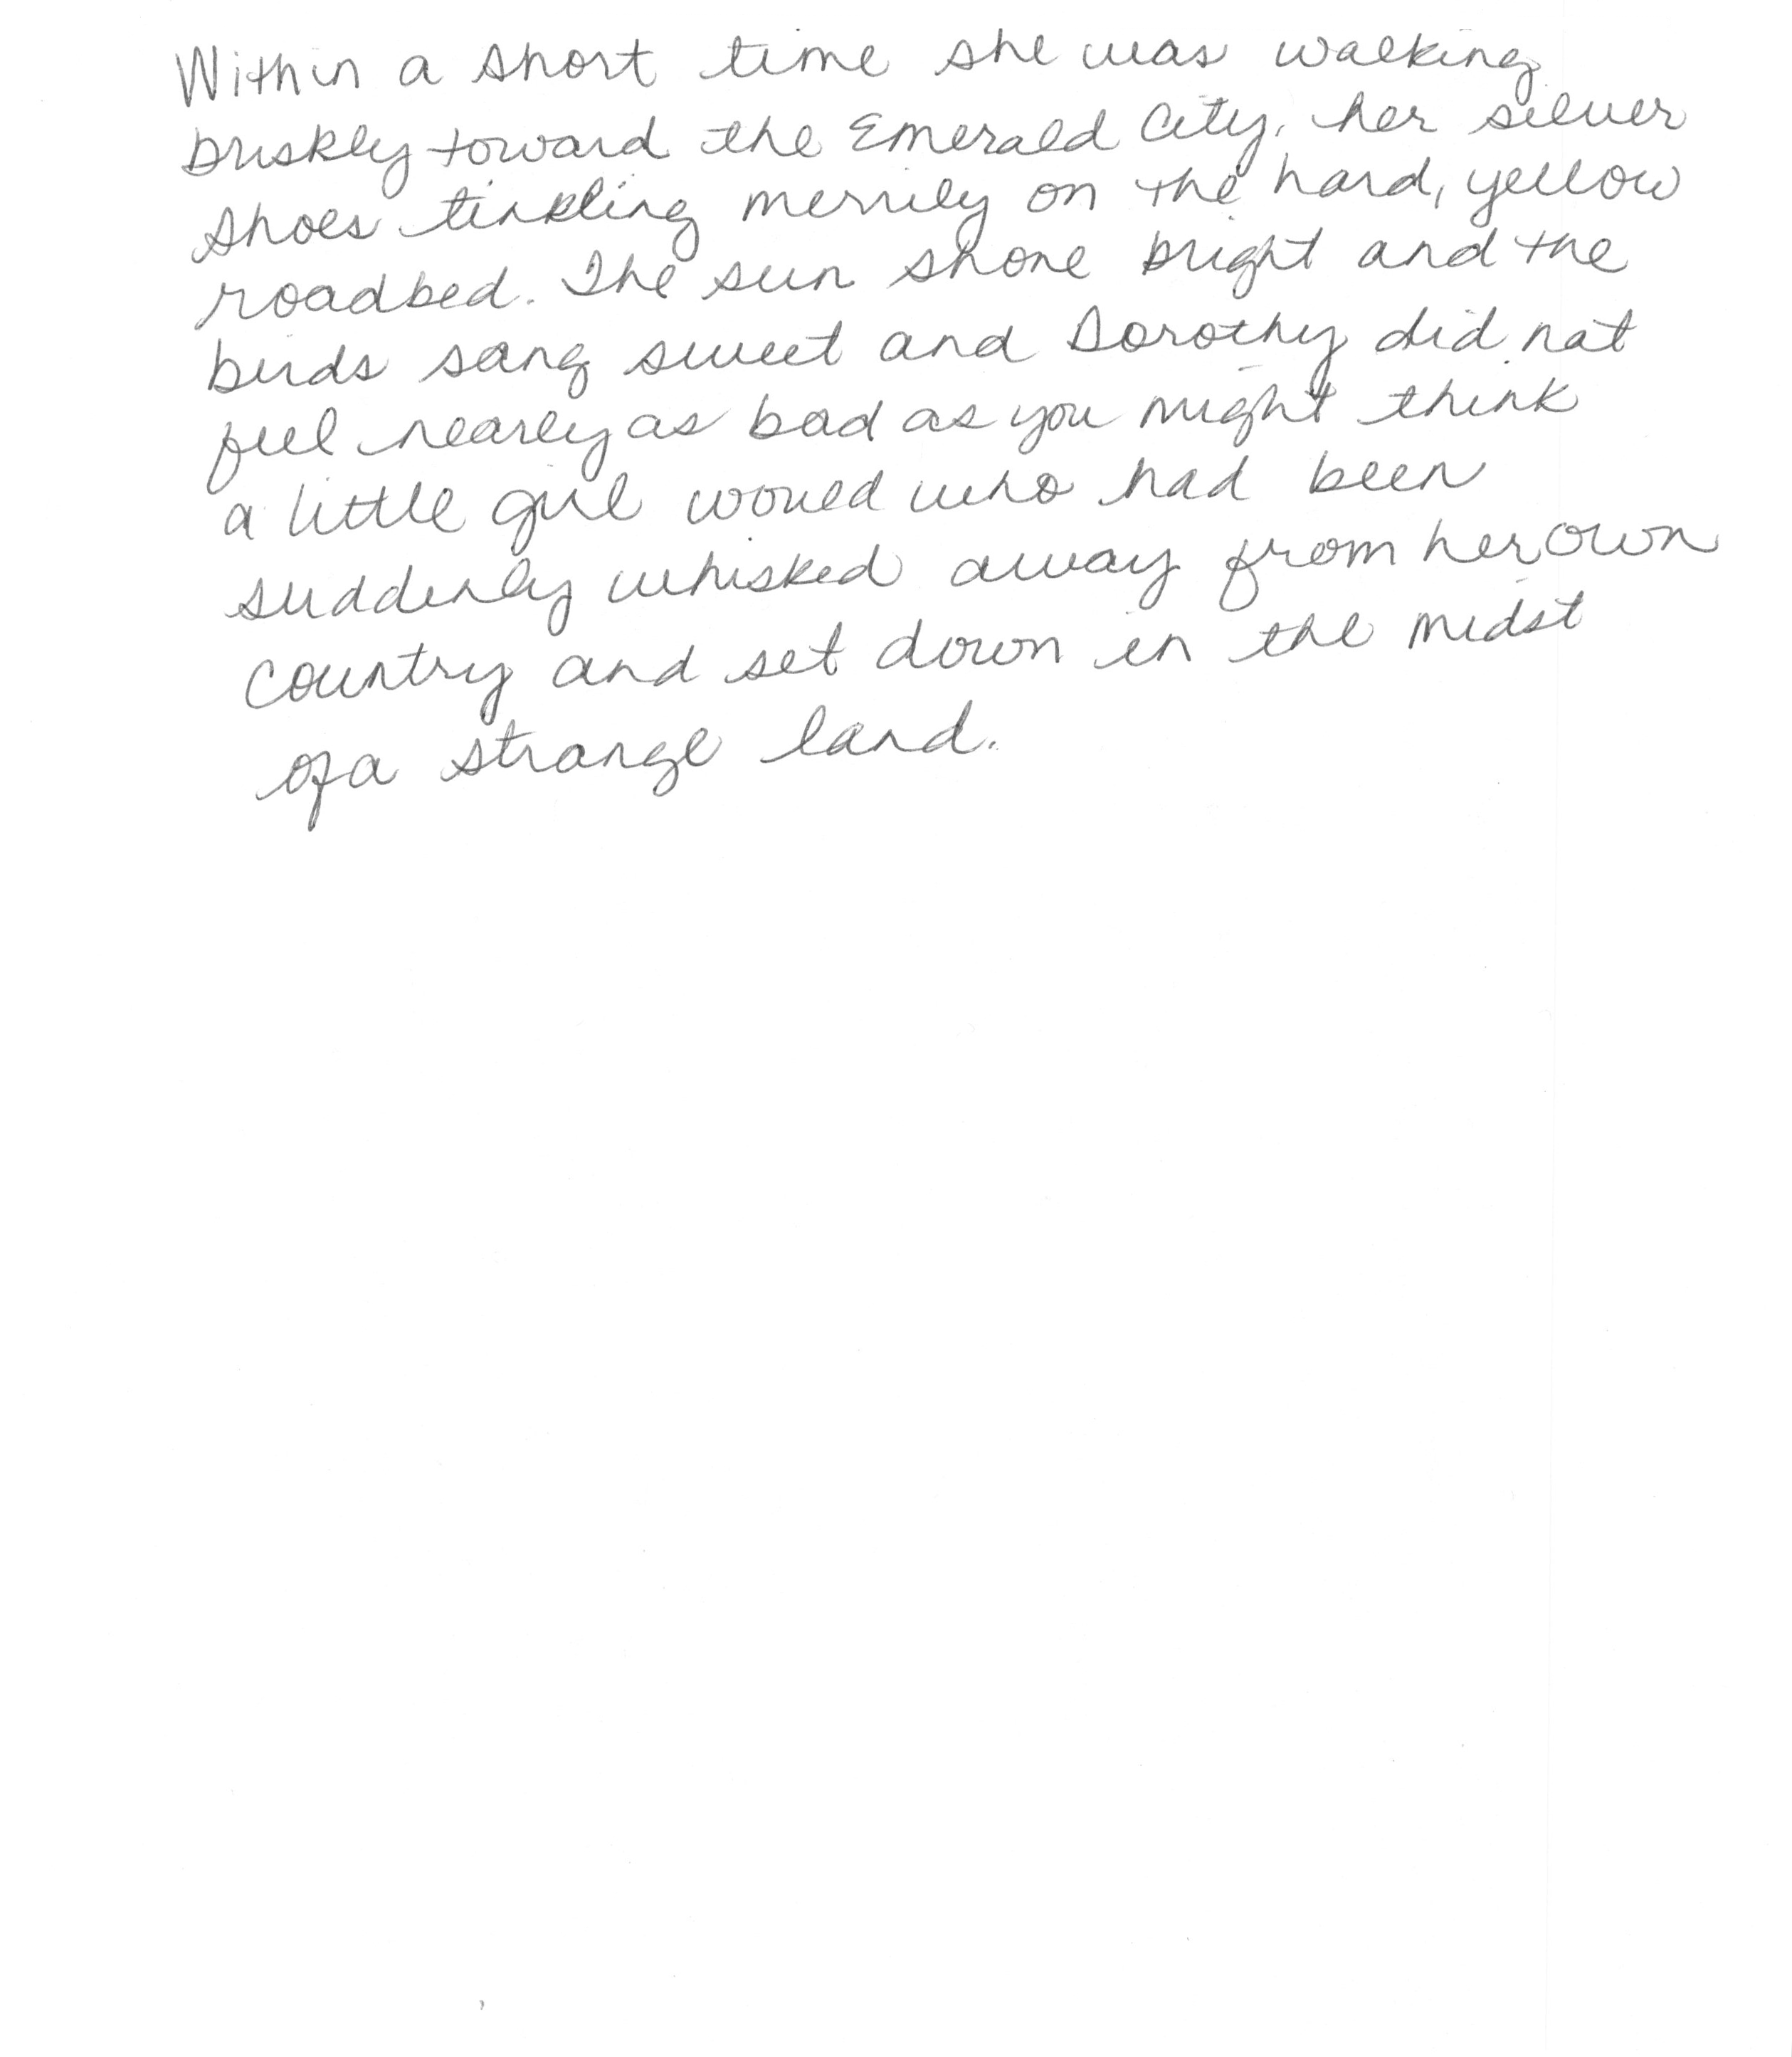 Within a short time she was walking
briskly toward the Emerald City, her silver
shoes tinkling merrily on the hard, yellow
roadbed. The sun shone bright and the
birds sang sweet and Dorothy did not
feel nearly as bad as you might think
a little girl would who had been
suddenly whisked away from her own
country and set down in the midst
of a strange land.